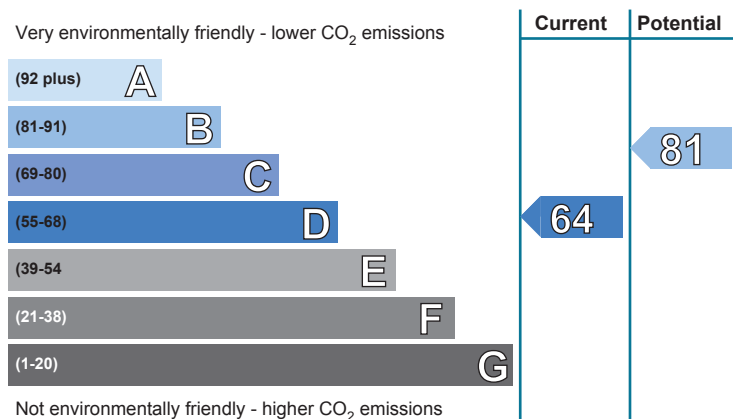 Very environmentally friendly - lower CO2 emissions
Current
Potential
(92 plus) A
(81-91) B
81
(69-80) C
(55-68) D
64
(39-54 E
(21-38) F
(1-20) G
Not environmentally friendly - higher CO2 emissions